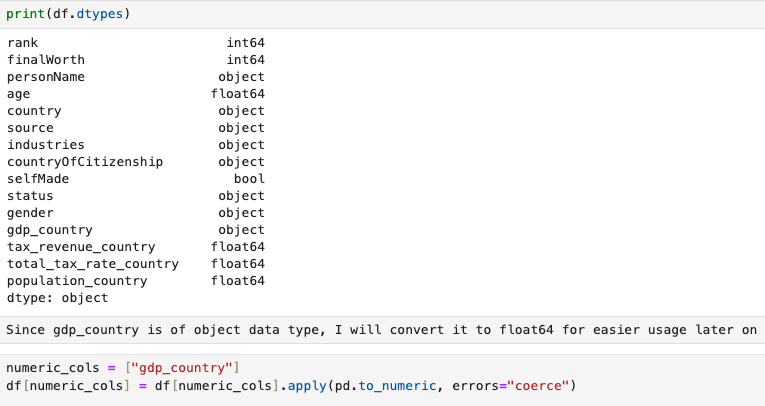 print(df.dtypes)
rank int64
finalWorth int64
personName object
age float64
country object
source object
industries object
countryOfCitizenship object
selfMade bool
status object
gender object
gdp_country object
tax_revenue_country float64
total_tax_rate_country float64
population_country float64
dtype: object
Since gdp_country is of object data type, I will convert it to float64 for easier usage later on
numeric_cols = ["gdp_country"]
df[numeric_cols] = df[numeric_cols].apply(pd.to_numeric, errors="coerce")